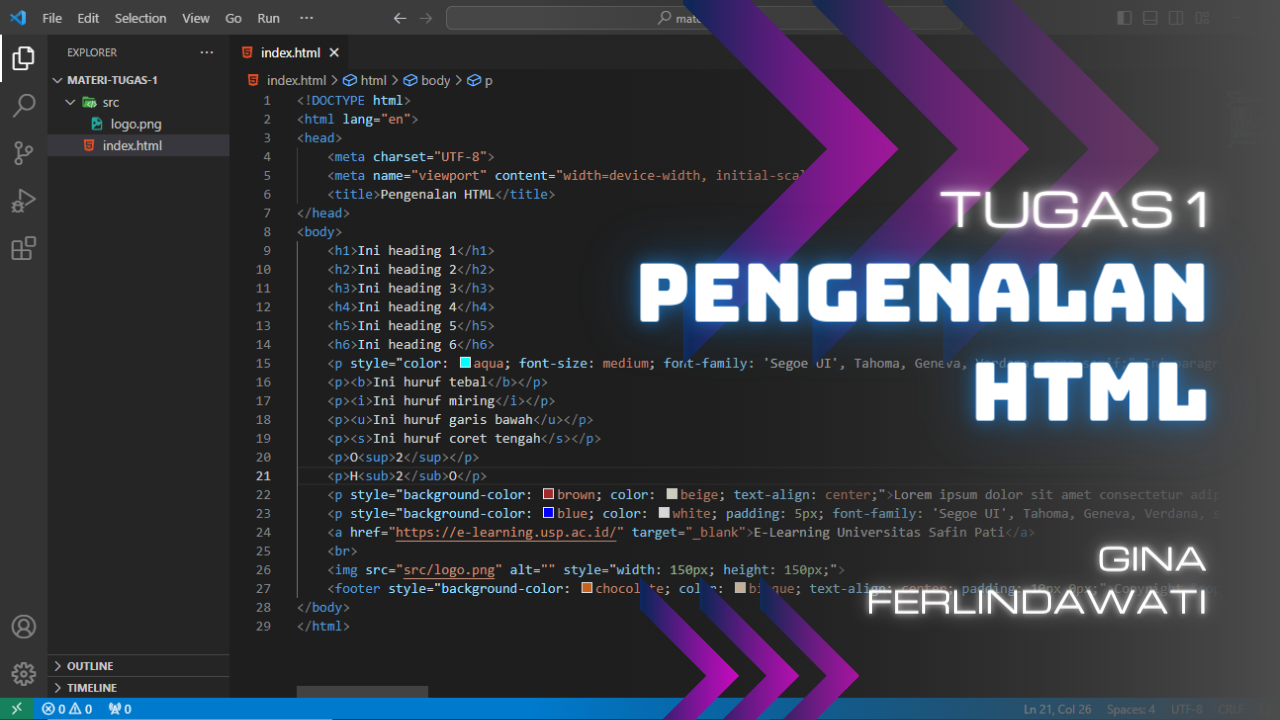 File Edit Selection View Go Run ···
EXPLORER ···
MATERI-TUGAS-1
src
logo.png
index.html
OUTLINE
TIMELINE
index.html
index.html > html > body > p
1 <!DOCTYPE html>
2 <html lang="en">
3 <head>
4 <meta charset="UTF-8">
5 <meta name="viewport" content="width=device-width,
6 <title>Pengenalan HTML</title>
7 </head>
8 <body>
9 <h1>Ini heading 1</h1>
10 <h2>Ini heading 2</h2>
11 <h3>Ini heading 3</h3>
12 <h4>Ini heading 4</h4>
13 <h5>Ini heading 5</h5>
14 <h6>Ini heading 6</h6>
15 <p style="color: aqua; font-size: medium; font-family: 'Segoe UI', Tahoma, Geneva,
16 <p><b>Ini huruf tebal</b></p>
17 <p><i>Ini huruf miring</i></p>
18 <p><u>Ini huruf garis bawah</u></p>
19 <p><s>Ini huruf coret tengah</s></p>
20 <p>O<sup>2</sup></p>
21 <p>H<sub>2</sub>O</p>
22 <p style="background-color: brown; color: beige; text-align: center;">Lorem ipsum dolor sit amet consectetur
23 <p style="background-color: blue; color: white; padding: 5px; font-family: 'Segoe UI', Tahoma, Geneva, Verdana,
24 <a href="https://e-learning.usp.ac.id/" target="_blank">E-Learning Universitas Safin Pati</a>
25 <br>
26 <img src="src/logo.png" alt="" style="width: 150px; height: 150px;">
27 <footer style="background-color: chocolate; color: bisque; text-align: center; padding:
28 </body>
29 </html>
TUGAS 1
PENGENALAN
HTML
GINA
FERLINDAWATI
0 0 0
Ln 21, Col 26 Spaces: 4 UTF-8 CRLF